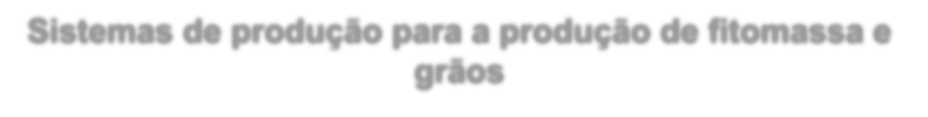 Sistemas de produção para a produção de fitomassa e
grãos